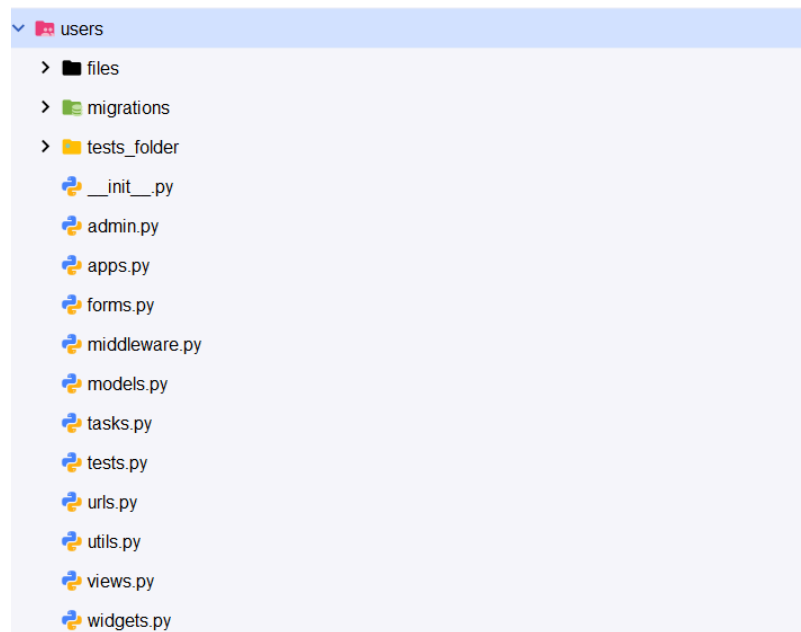 users
files
migrations
tests_folder
__init__.py
admin.py
apps.py
forms.py
middleware.py
models.py
tasks.py
tests.py
urls.py
utils.py
views.py
widgets.py